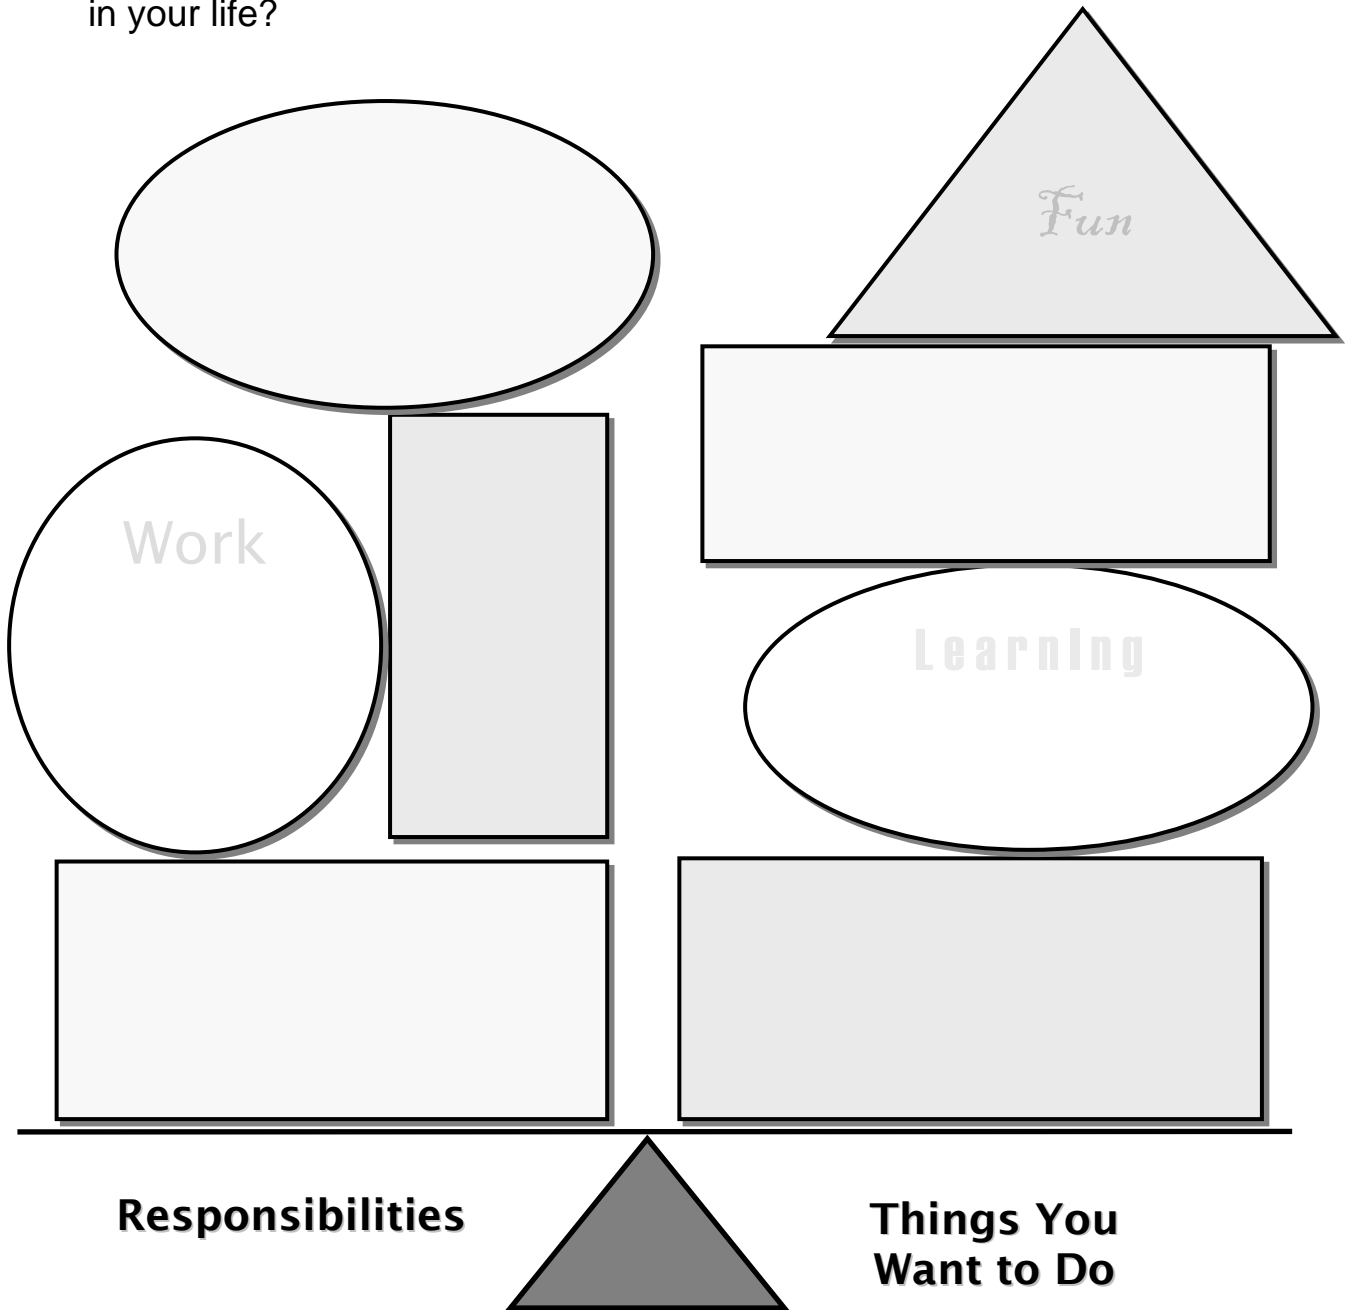 in your life?
Fun
Work
Learning
Responsibilities
Things You
Want to Do